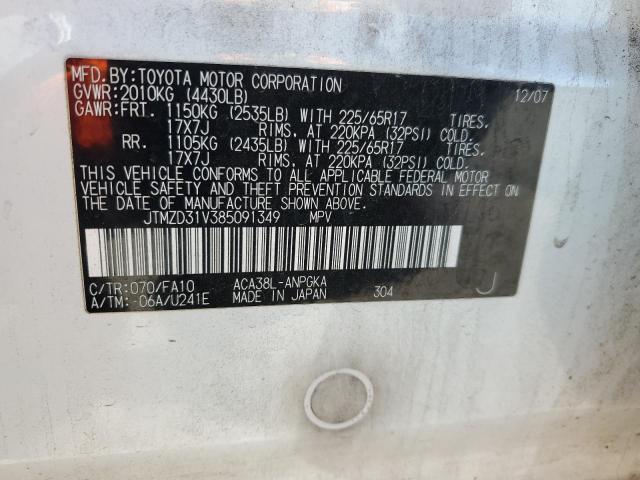 MFD. BY: TOYOTA MOTOR CORPORATION 12/07
GVWR: 2010KG (4430LB)
GAWR: FRT. 1150KG (2535LB) WITH 225/65R17 TIRES.
17X7J RIMS. AT 220KPA (32PSI) COLD.
RR. 1105KG (2435LB) WITH 225/65R17 TIRES.
17X7J RIMS. AT 220KPA (32PSI) COLD.
THIS VEHICLE CONFORMS TO ALL APPLICABLE FEDERAL MOTOR
VEHICLE SAFETY AND THEFT PREVENTION STANDARDS IN EFFECT ON
THE DATE OF MANUFACTURE SHOWN ABOVE.
JTMZD31V385091349 MPV
C/TR: 070/FA10 ACA38L-ANPGKA
A/TM: -06A/U241E MADE IN JAPAN 304 J